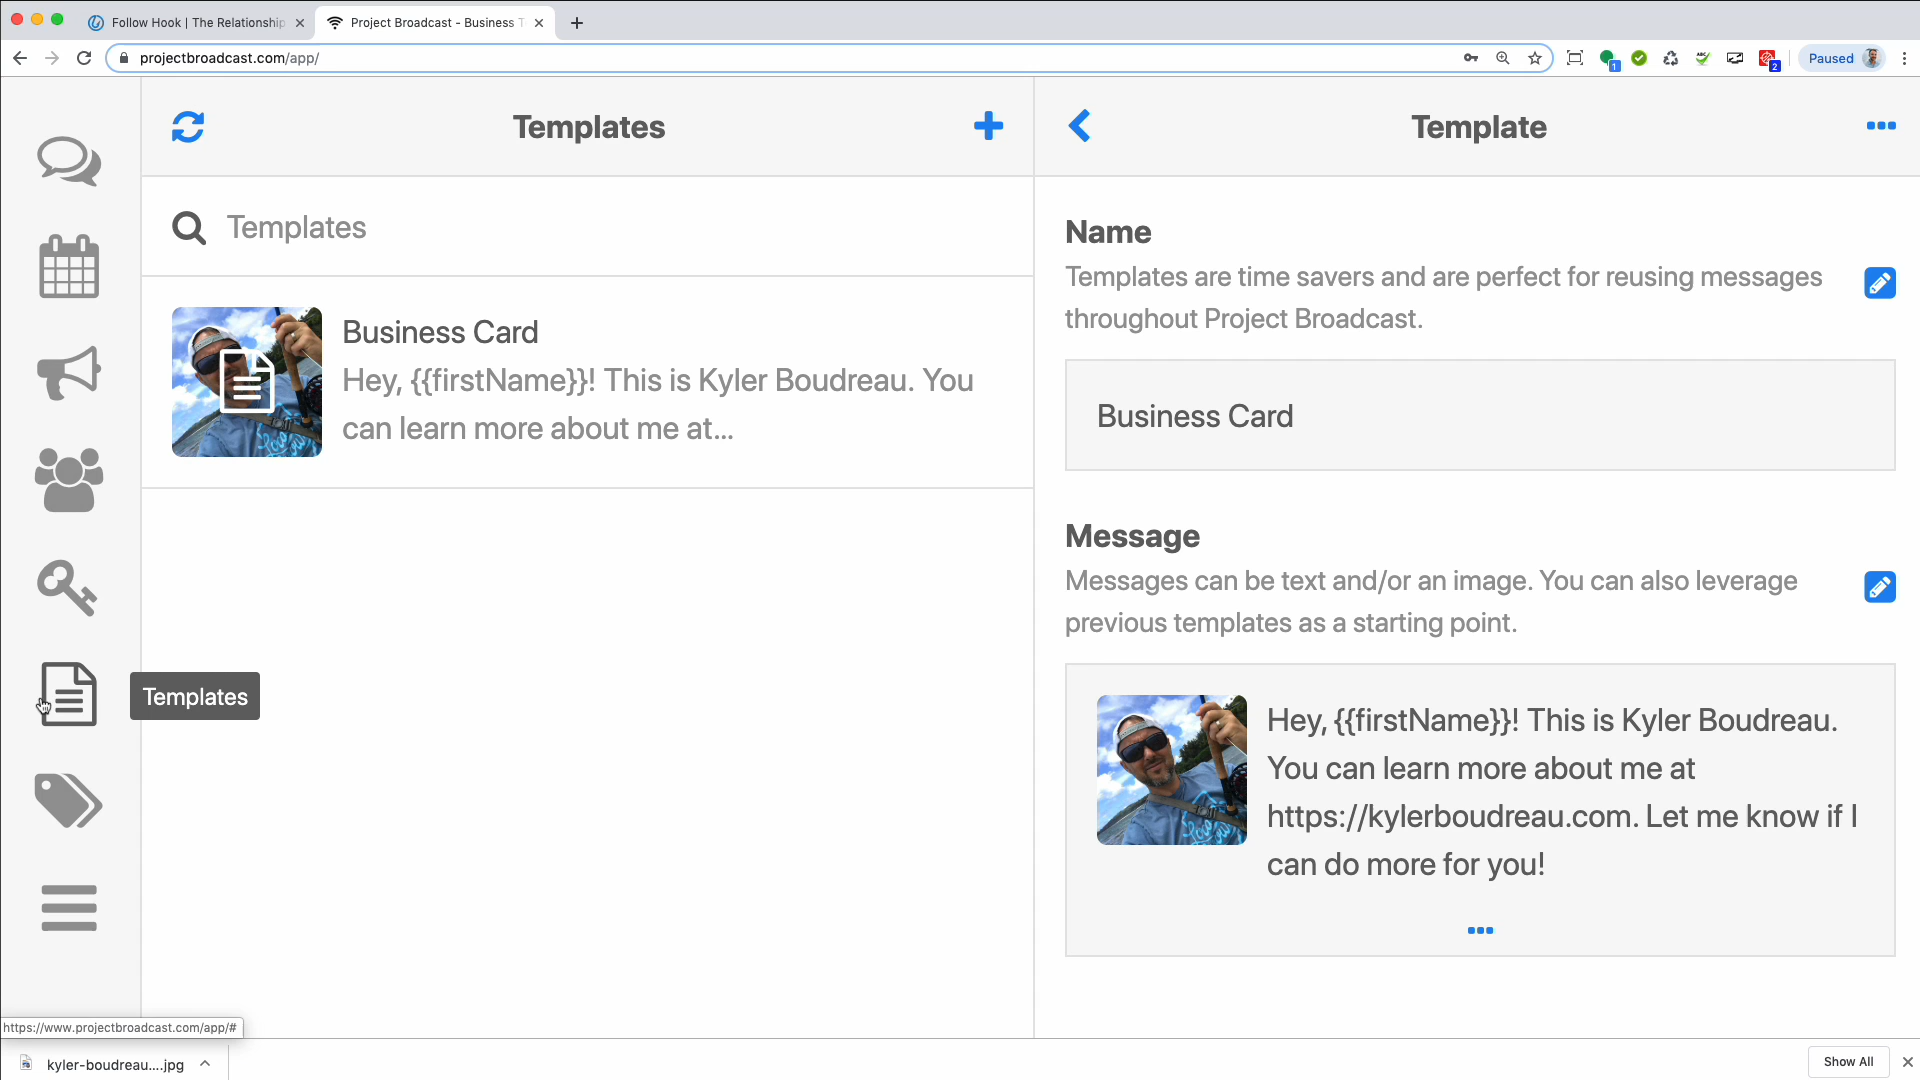 Follow Hook | The Relationship
Project Broadcast - Business T
projectbroadcast.com/app/
ABC
1
2
Paused
Templates
Template
Templates
Name
Templates are time savers and are perfect for reusing messages
throughout Project Broadcast.
Business Card
Hey, {{firstName}}! This is Kyler Boudreau. You
can learn more about me at...
Business Card
Message
Messages can be text and/or an image. You can also leverage
previous templates as a starting point.
Templates
Hey, {{firstName}}! This is Kyler Boudreau.
You can learn more about me at
https://kylerboudreau.com. Let me know if I
can do more for you!
https://www.projectbroadcast.com/app/#
kyler-boudreau....jpg
Show All